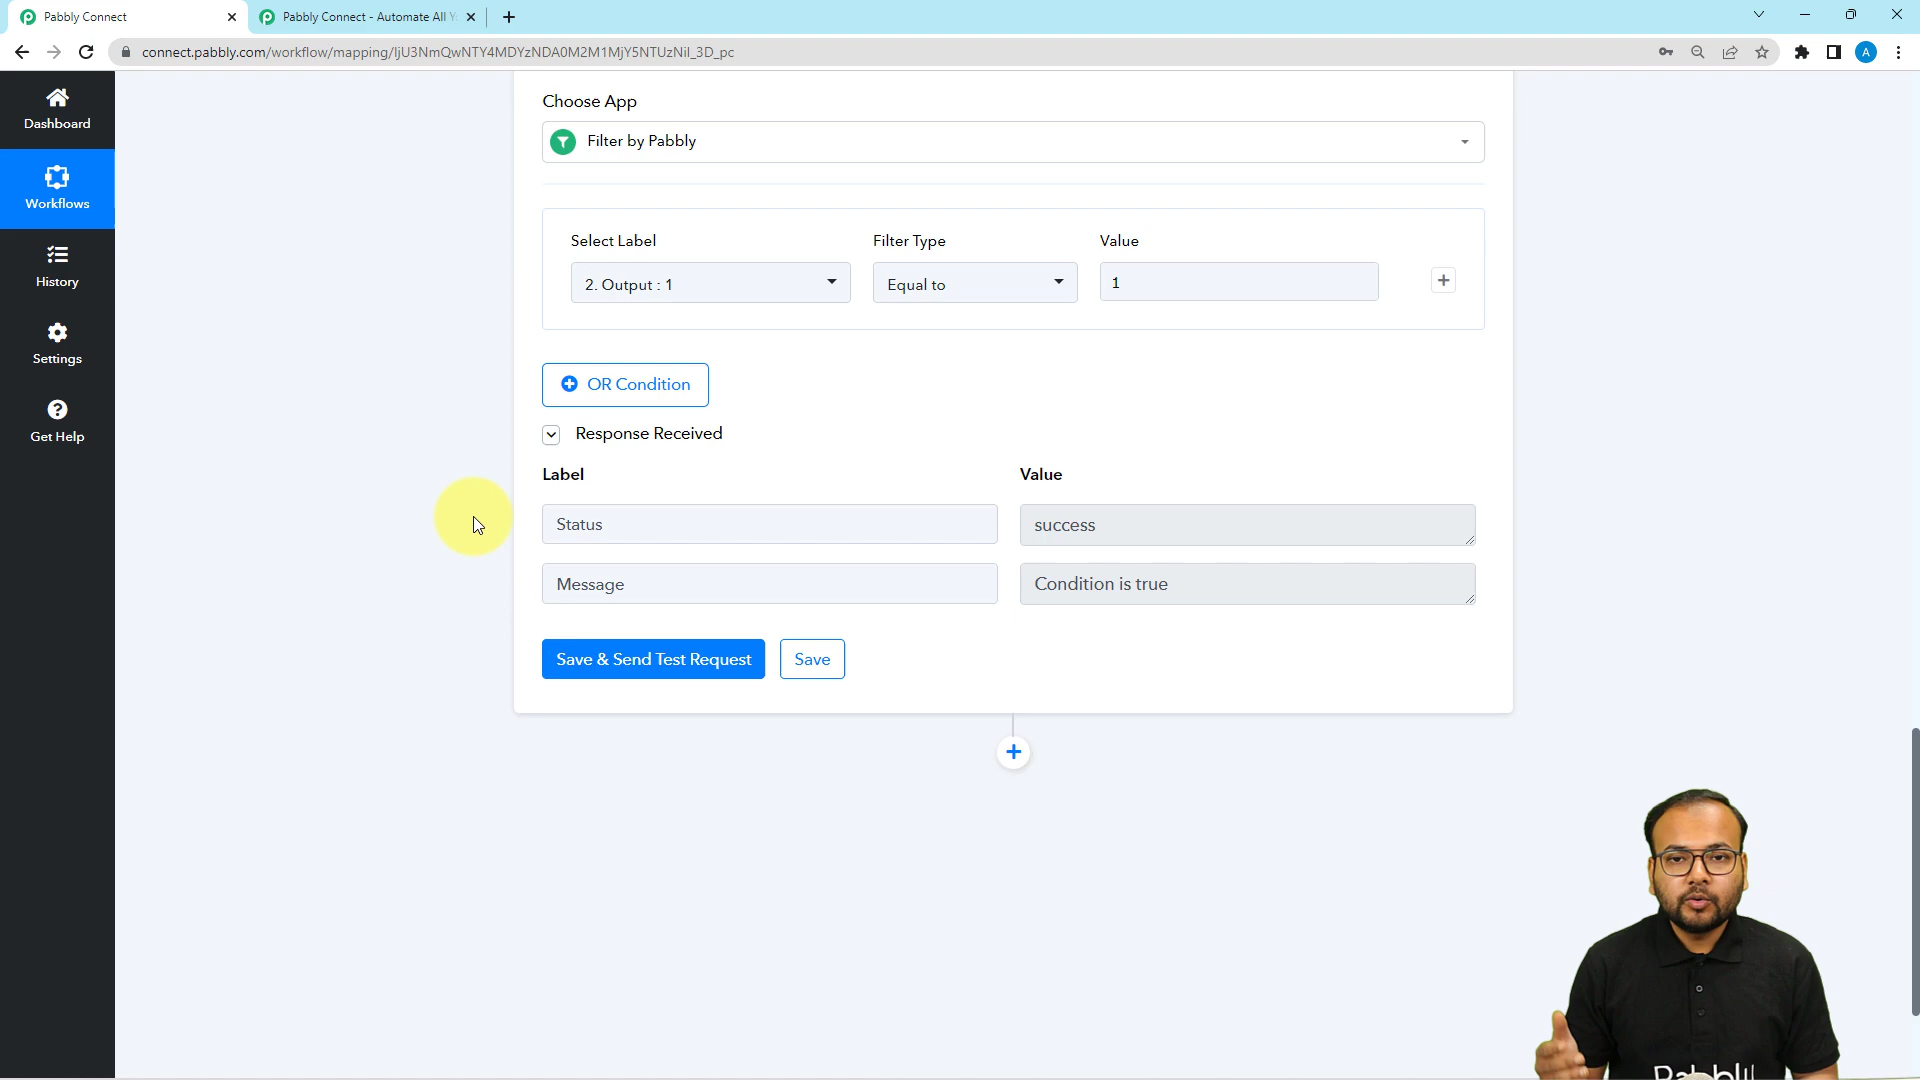 Pabbly Connect
Pabbly Connect - Automate All Y
connect.pabbly.com/workflow/mapping/IjU3NmQwNTY4MDYzNDA0M2M1MjY5NTUzNiI_3D_pc
A
Dashboard
Workflows
History
Settings
Get Help
Choose App
Filter by Pabbly
Select Label Filter Type Value
2. Output : 1 Equal to 1
OR Condition
Response Received
Label Value
Status success
Message Condition is true
Save & Send Test Request Save
Pabbly